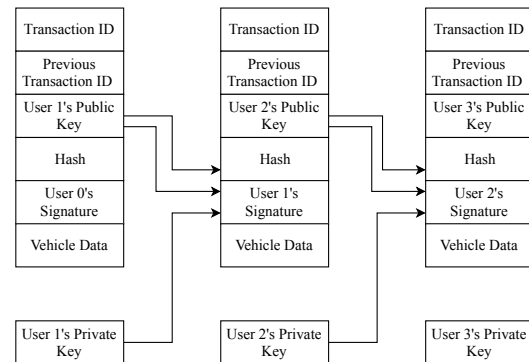 Transaction ID
Previous
Transaction ID
User 1's Public
Key
Hash
User 0's
Signature
Vehicle Data
User 1's Private
Key
Transaction ID
Previous
Transaction ID
User 2's Public
Key
Hash
User 1's
Signature
Vehicle Data
User 2's Private
Key
Transaction ID
Previous
Transaction ID
User 3's Public
Key
Hash
User 2's
Signature
Vehicle Data
User 3's Private
Key